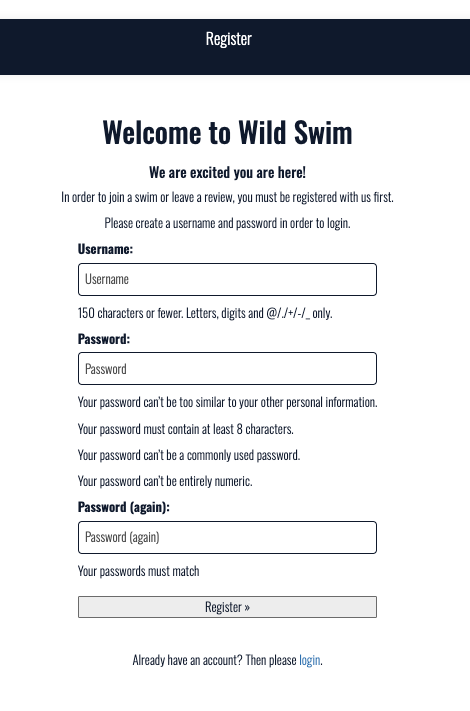 Register
Welcome to Wild Swim
We are excited you are here!
In order to join a swim or leave a review, you must be registered with us first.
Please create a username and password in order to login.
Username:
Username
150 characters or fewer. Letters, digits and @/./+/-/_ only.
Password:
Password
Your password can't be too similar to your other personal information.
Your password must contain at least 8 characters.
Your password can't be a commonly used password.
Your password can't be entirely numeric.
Password (again):
Password (again)
Your passwords must match
Register »
Already have an account? Then please login.